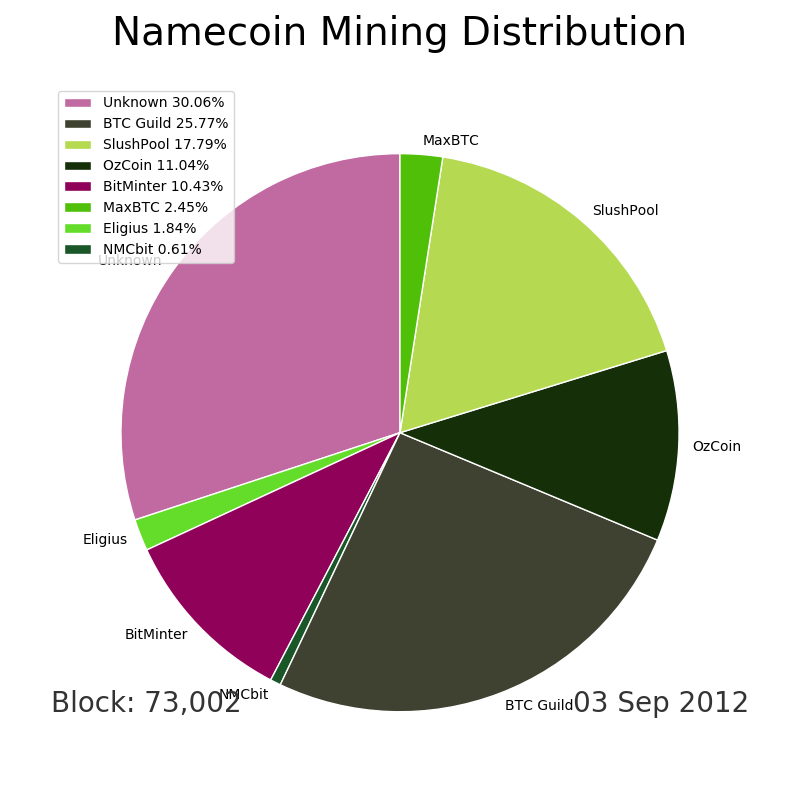 Namecoin Mining Distribution
Unknown 30.06%
BTC Guild 25.77%
SlushPool 17.79%
OzCoin 11.04%
BitMinter 10.43%
MaxBTC 2.45%
Eligius 1.84%
NMCbit 0.61%
MaxBTC
SlushPool
Unknown
OzCoin
Eligius
BitMinter
NMCbit
BTC Guild
Block: 73,002
03 Sep 2012